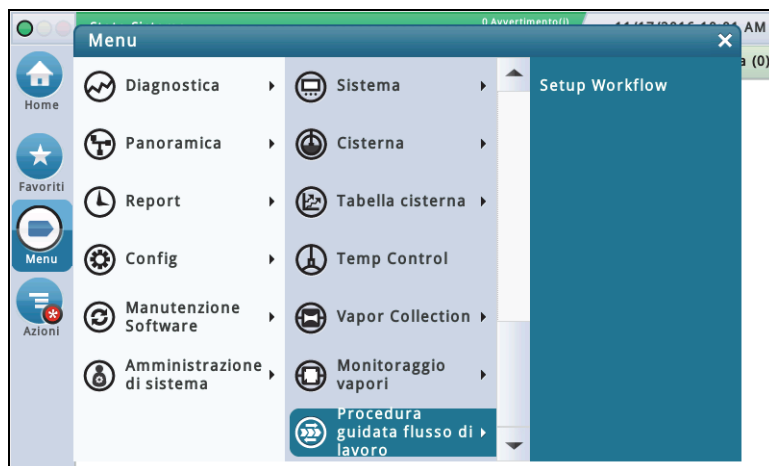 0 Avvertimento(i)
AM
Menu
a (0)
Home
Favoriti
Menu
Azioni
Diagnostica
Panoramica
Report
Config
Manutenzione
Software
Amministrazione
di sistema
Sistema
Cisterna
Tabella cisterna
Temp Control
Vapor Collection
Monitoraggio
vapori
Procedura
guidata flusso di
lavoro
Setup Workflow